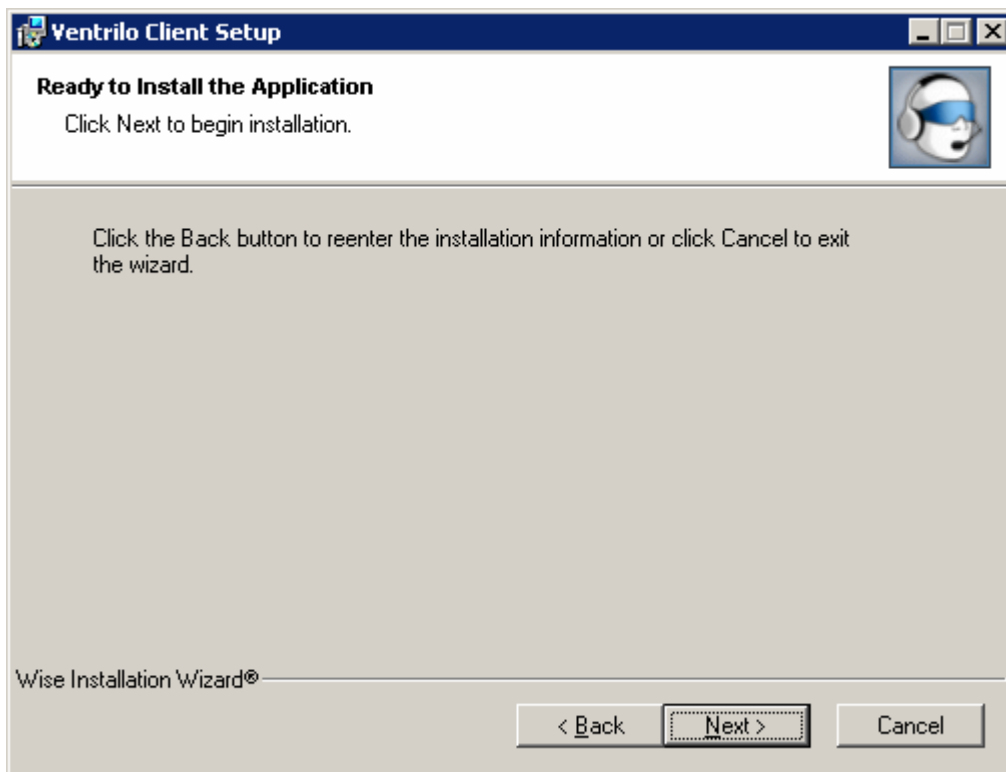 Ventrilo Client Setup
Ready to Install the Application
Click Next to begin installation.
Click the Back button to reenter the installation information or click Cancel to exit
the wizard.
Wise Installation Wizard®
< Back
Next >
Cancel